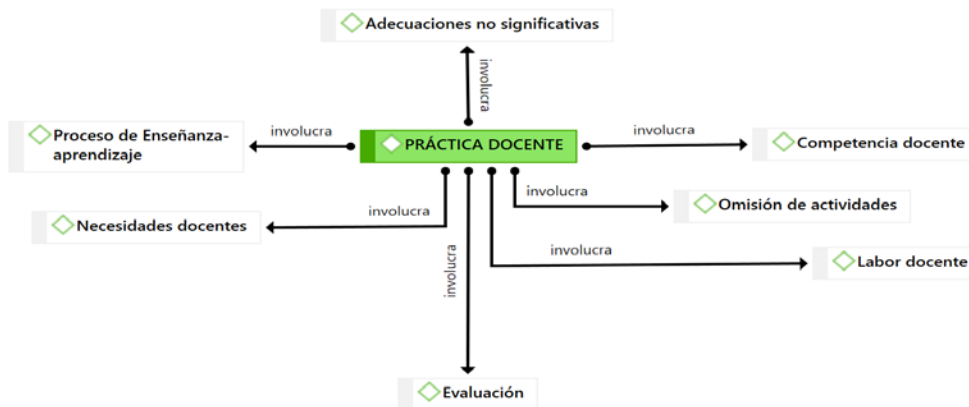 Adecuaciones no significativas
involucra
involucra
involucra
Proceso de Enseñanza-
aprendizaje
PRÁCTICA DOCENTE
Competencia docente
involucra
involucra
Necesidades docentes
Omisión de actividades
involucra
involucra
Labor docente
Evaluación